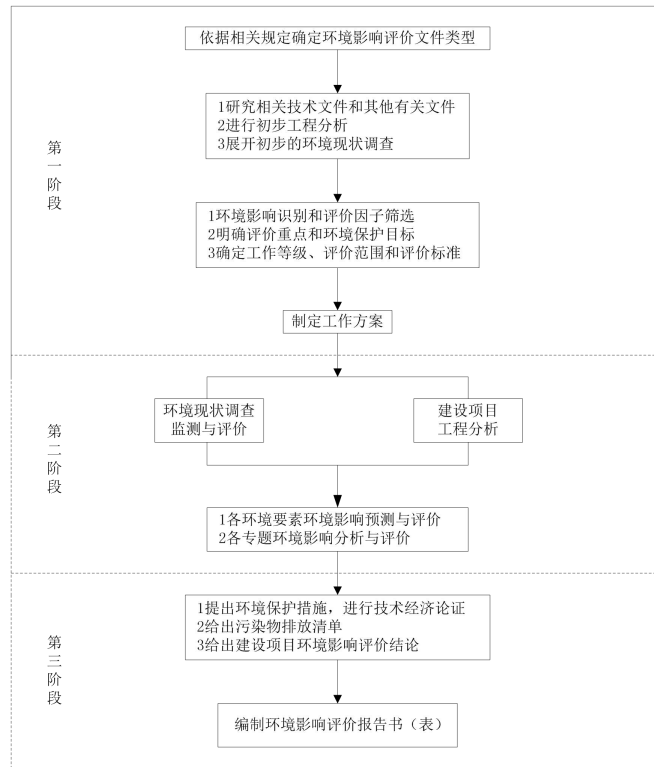 依据相关规定确定环境影响评价文件类型
1研究相关技术文件和其他有关文件
2进行初步工程分析
3展开初步的环境现状调查
第一阶段
1环境影响识别和评价因子筛选
2明确评价重点和环境保护目标
3确定工作等级、评价范围和评价标准
制定工作方案
环境现状调查
监测与评价
建设项目
工程分析
第二阶段
1各环境要素环境影响预测与评价
2各专题环境影响分析与评价
1提出环境保护措施，进行技术经济论证
2给出污染物排放清单
3给出建设项目环境影响评价结论
第三阶段
编制环境影响评价报告书（表）